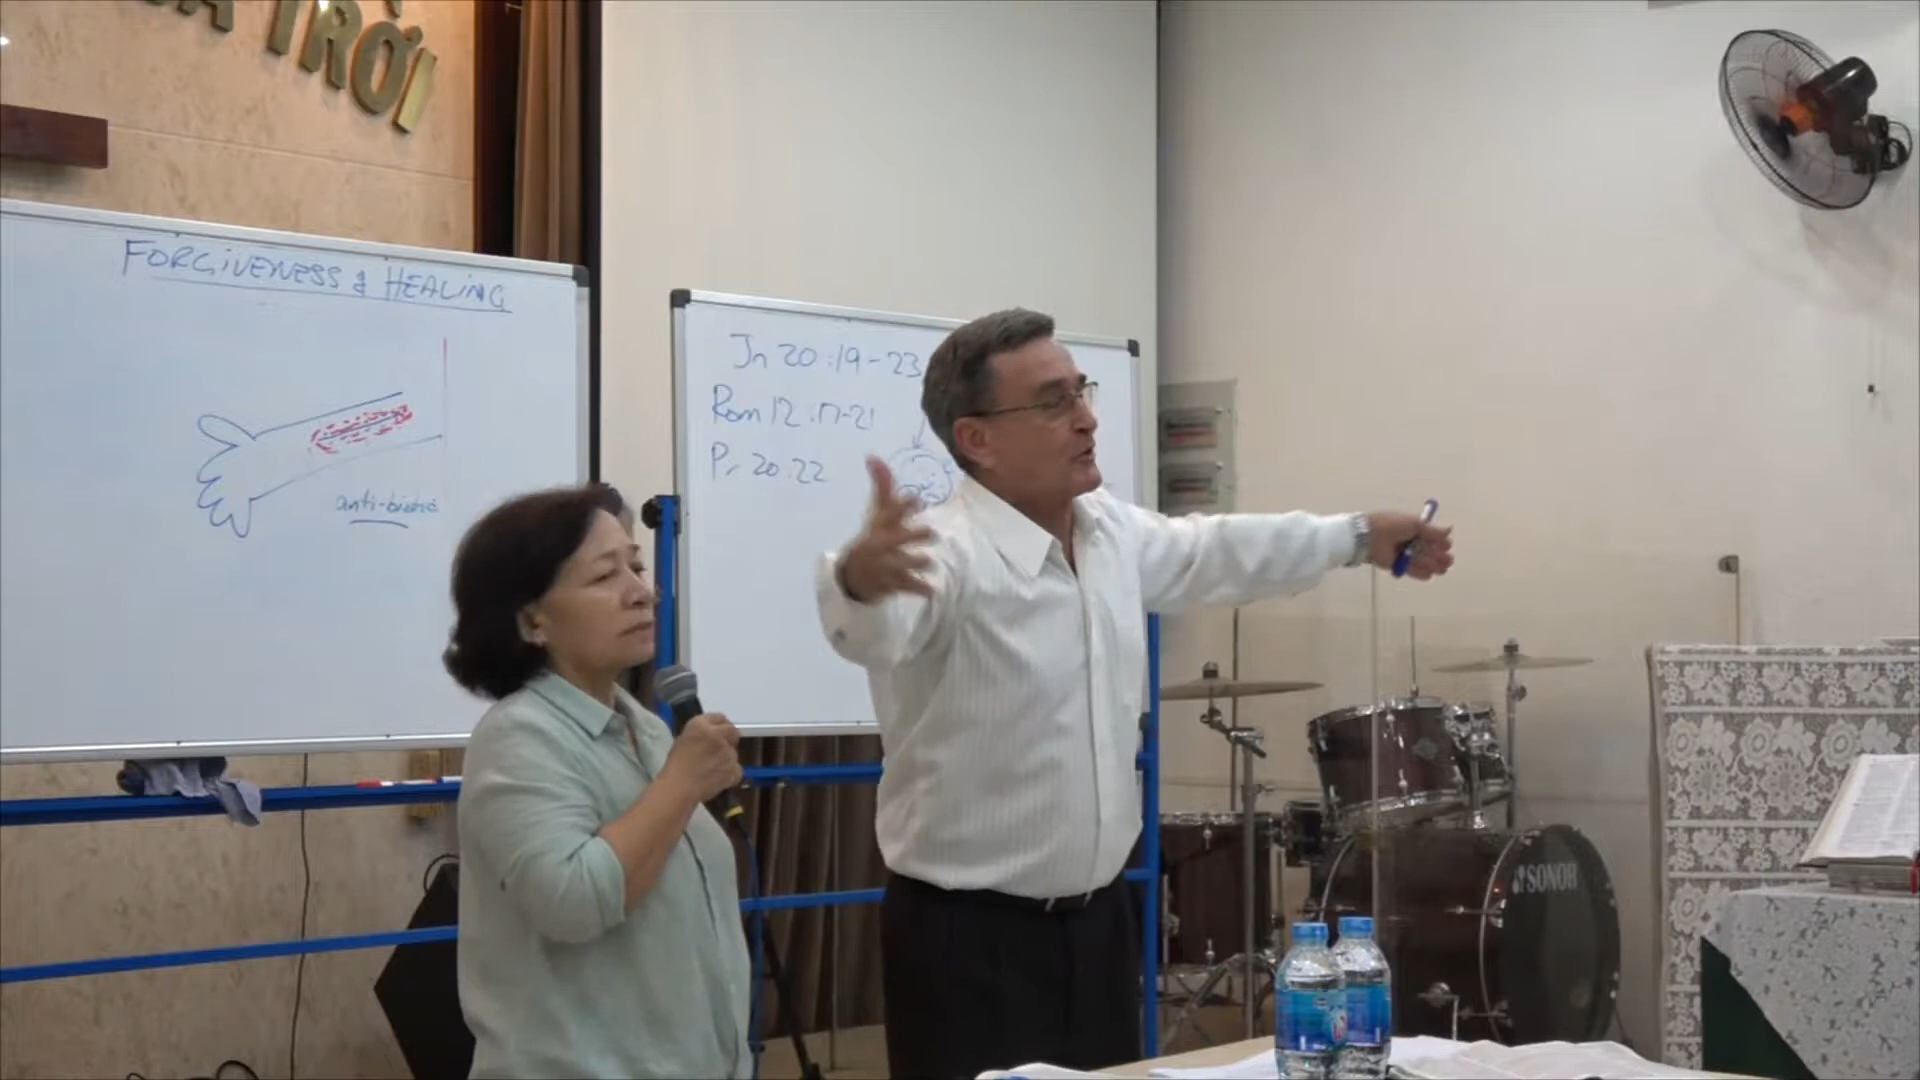 TRỜI
FORGIVENESS & HEALING
anti-biotic
Jn 20:19-23
Rom 12:17-21
Pr 20:22
SONOR